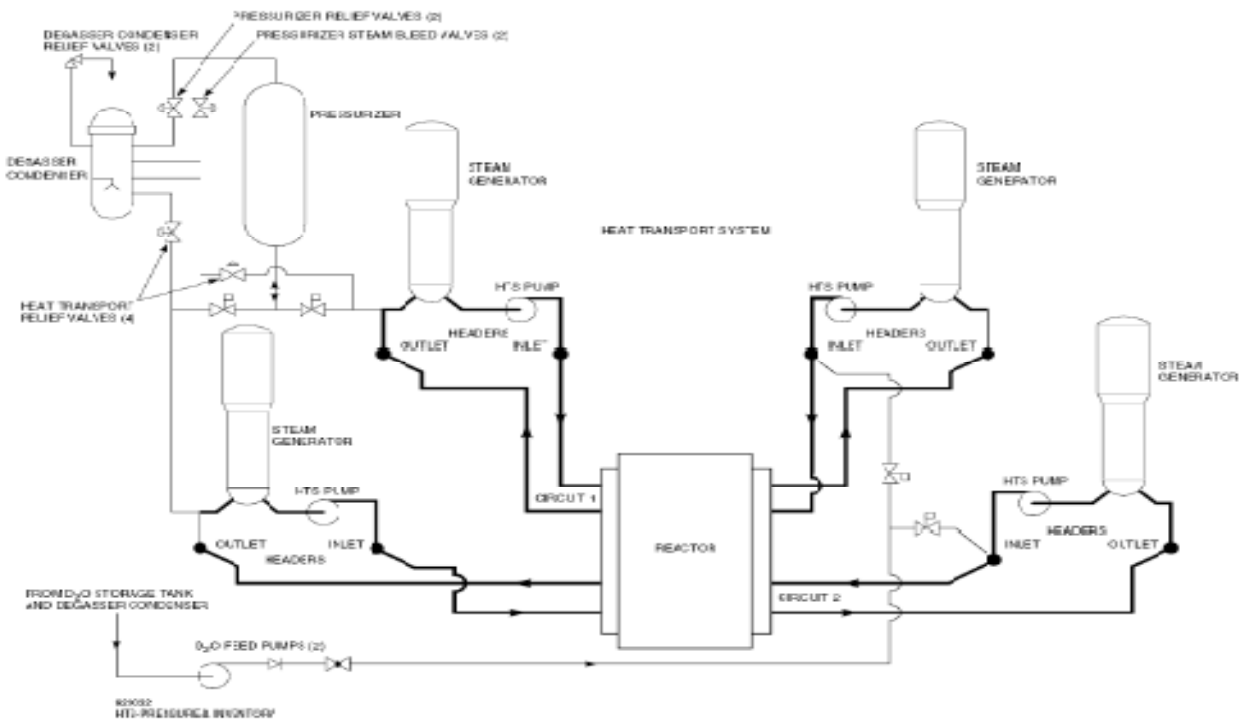 PRESSURIZER RELIEF VALVES (2)
DEGASSER CONDENSER
RELIEF VALVES (2)
PRESSURIZER STEAM BLEED VALVES (2)
PRESSURIZER
DEGASSER
CONDENSER
STEAM
GENERATOR
STEAM
GENERATOR
HEAT TRANSPORT SYSTEM
HEAT TRANSPORT
RELIEF VALVES (4)
HTS PUMP
HEADERS
OUTLET
INLET
HTS PUMP
HEADERS
INLET
OUTLET
STEAM
GENERATOR
STEAM
GENERATOR
HTS PUMP
OUTLET
INLET
HEADERS
CIRCUIT 1
REACTOR
HTS PUMP
HEADERS
INLET
OUTLET
CIRCUIT 2
FROM D₂O STORAGE TANK
AND DEGASSER CONDENSER
D₂O FEED PUMPS (2)
HTS-PRESSURE & INVENTORY